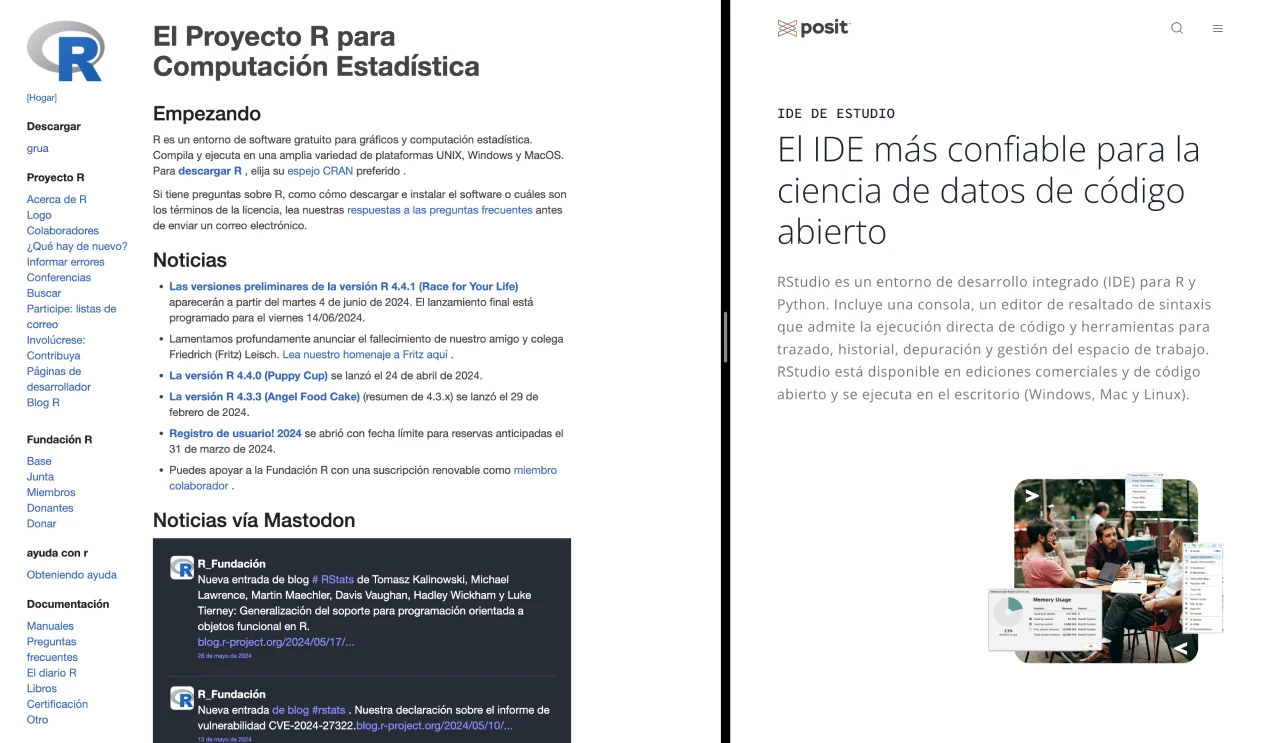 R
[Hogar]
Descargar
grua
Proyecto R
Acerca de R
Logo
Colaboradores
¿Qué hay de nuevo?
Informar errores
Conferencias
Buscar
Participe: listas de
correo
Involúcrese:
Contribuya
Páginas de
desarrollador
Blog R
Fundación R
Base
Junta
Miembros
Donantes
Donar
ayuda con r
Obteniendo ayuda
Documentación
Manuales
Preguntas
frecuentes
El diario R
Libros
Certificación
Otro
El Proyecto R para
Computación Estadística
Empezando
R es un entorno de software gratuito para gráficos y computación estadística.
Compila y ejecuta en una amplia variedad de plataformas UNIX, Windows y MacOS.
Para descargar R , elija su espejo CRAN preferido .
Si tiene preguntas sobre R, como cómo descargar e instalar el software o cuáles son
los términos de la licencia, lea nuestras respuestas a las preguntas frecuentes antes
de enviar un correo electrónico.
Noticias
• Las versiones preliminares de la versión R 4.4.1 (Race for Your Life)
aparecerán a partir del martes 4 de junio de 2024. El lanzamiento final está
programado para el viernes 14/06/2024.
• Lamentamos profundamente anunciar el fallecimiento de nuestro amigo y colega
Friedrich (Fritz) Leisch. Lea nuestro homenaje a Fritz aquí .
• La versión R 4.4.0 (Puppy Cup) se lanzó el 24 de abril de 2024.
• La versión R 4.3.3 (Angel Food Cake) (resumen de 4.3.x) se lanzó el 29 de
febrero de 2024.
• Registro de usuario! 2024 se abrió con fecha límite para reservas anticipadas el
31 de marzo de 2024.
• Puedes apoyar a la Fundación R con una suscripción renovable como miembro
colaborador .
Noticias vía Mastodon
R_Fundación
Nueva entrada de blog # RStats de Tomasz Kalinowski, Michael
Lawrence, Martin Maechler, Davis Vaughan, Hadley Wickham y Luke
Tierney: Generalización del soporte para programación orientada a
objetos funcional en R.
blog.r-project.org/2024/05/17/...
28 de mayo de 2024
R_Fundación
Nueva entrada de blog #rstats . Nuestra declaración sobre el informe de
vulnerabilidad CVE-2024-27322.blog.r-project.org/2024/05/10/...
13 de mayo de 2024
posit
IDE DE ESTUDIO
El IDE más confiable para la
ciencia de datos de código
abierto
RStudio es un entorno de desarrollo integrado (IDE) para R y
Python. Incluye una consola, un editor de resaltado de sintaxis
que admite la ejecución directa de código y herramientas para
trazado, historial, depuración y gestión del espacio de trabajo.
RStudio está disponible en ediciones comerciales y de código
abierto y se ejecuta en el escritorio (Windows, Mac y Linux).
Memory Usage